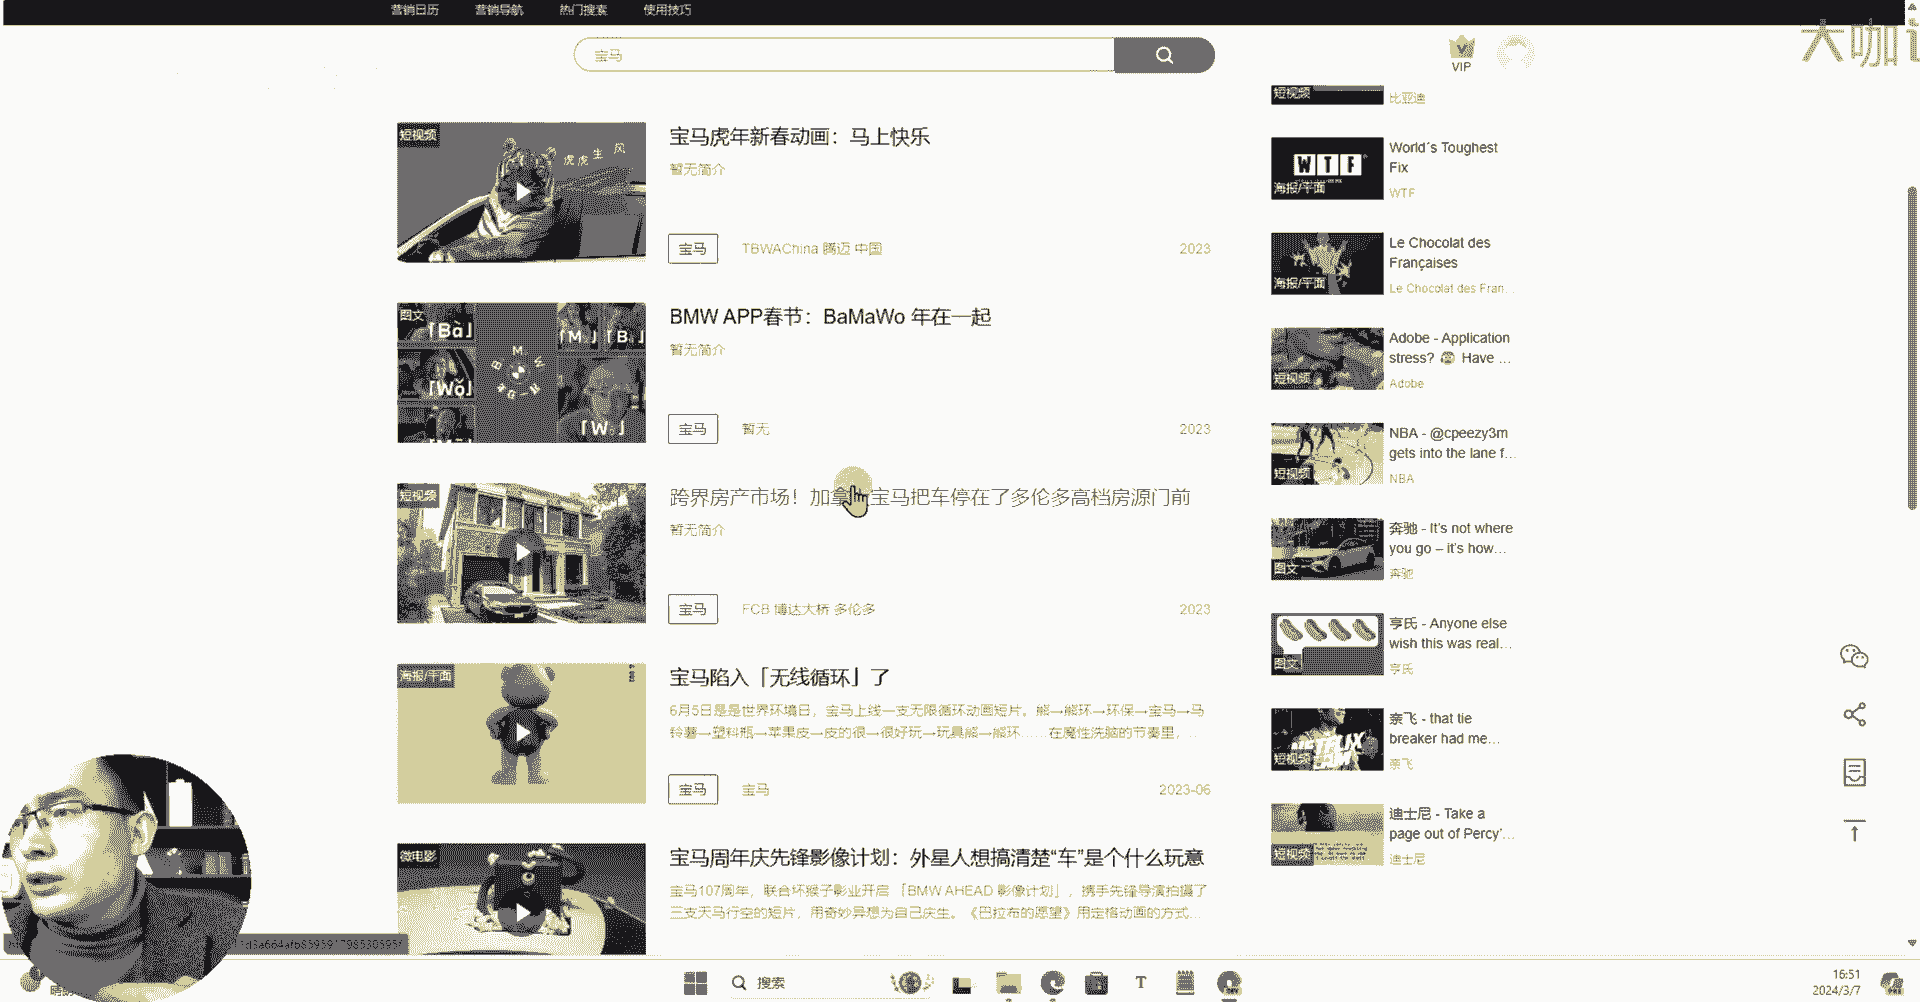 营销日历 营销导航 热门搜索 使用技巧
大咖
宝马
VIP
短视频
虎虎生风
宝马虎年新春动画：马上快乐
暂无简介
宝马 TBWAChina 腾迈 中国 2023
图文
「Bà」
「M
「B
「Wǒ」
「W
BMW APP春节：BaMaWo 年在一起
暂无简介
宝马 暂无 2023
短视频
跨界房产市场！加拿 宝马把车停在了多伦多高档房源门前
暂无简介
宝马 FCB 博达大桥 多伦多 2023
海报/平面
宝马陷入「无线循环」了
6月5日是是世界环境日，宝马上线一支无限循环动画短片。熊→熊环→环保→宝马→马
铃薯→塑料瓶→苹果皮→皮的很→很好玩→玩具熊→熊环……在魔性洗脑的节奏里，...
宝马 宝马 2023-06
微电影
宝马周年庆先锋影像计划：外星人想搞清楚“车”是个什么玩意
宝马107周年，联合坏猴子影业开启「BMW AHEAD 影像计划」，携手先锋导演拍摄了
三支天马行空的短片，用奇妙异想为自己庆生。《巴拉布的愿望》用定格动画的方式...
短视频
比亚迪
WTF
海报/平面
World´s Toughest
Fix
WTF
海报/平面
Le Chocolat des
Françaises
Le Chocolat des Fran...
短视频
Adobe - Application
stress? Have ...
Adobe
短视频
NBA - @cpeezy3m
gets into the lane f...
NBA
图文
奔驰 - It’s not where
you go – it’s how...
奔驰
图文
亨氏 - Anyone else
wish this was real...
亨氏
NETFLIX
短视频
奈飞 - that tie
breaker had me...
奈飞
短视频
迪士尼 - Take a
page out of Percy’...
迪士尼
搜索
16:51
2024/3/7